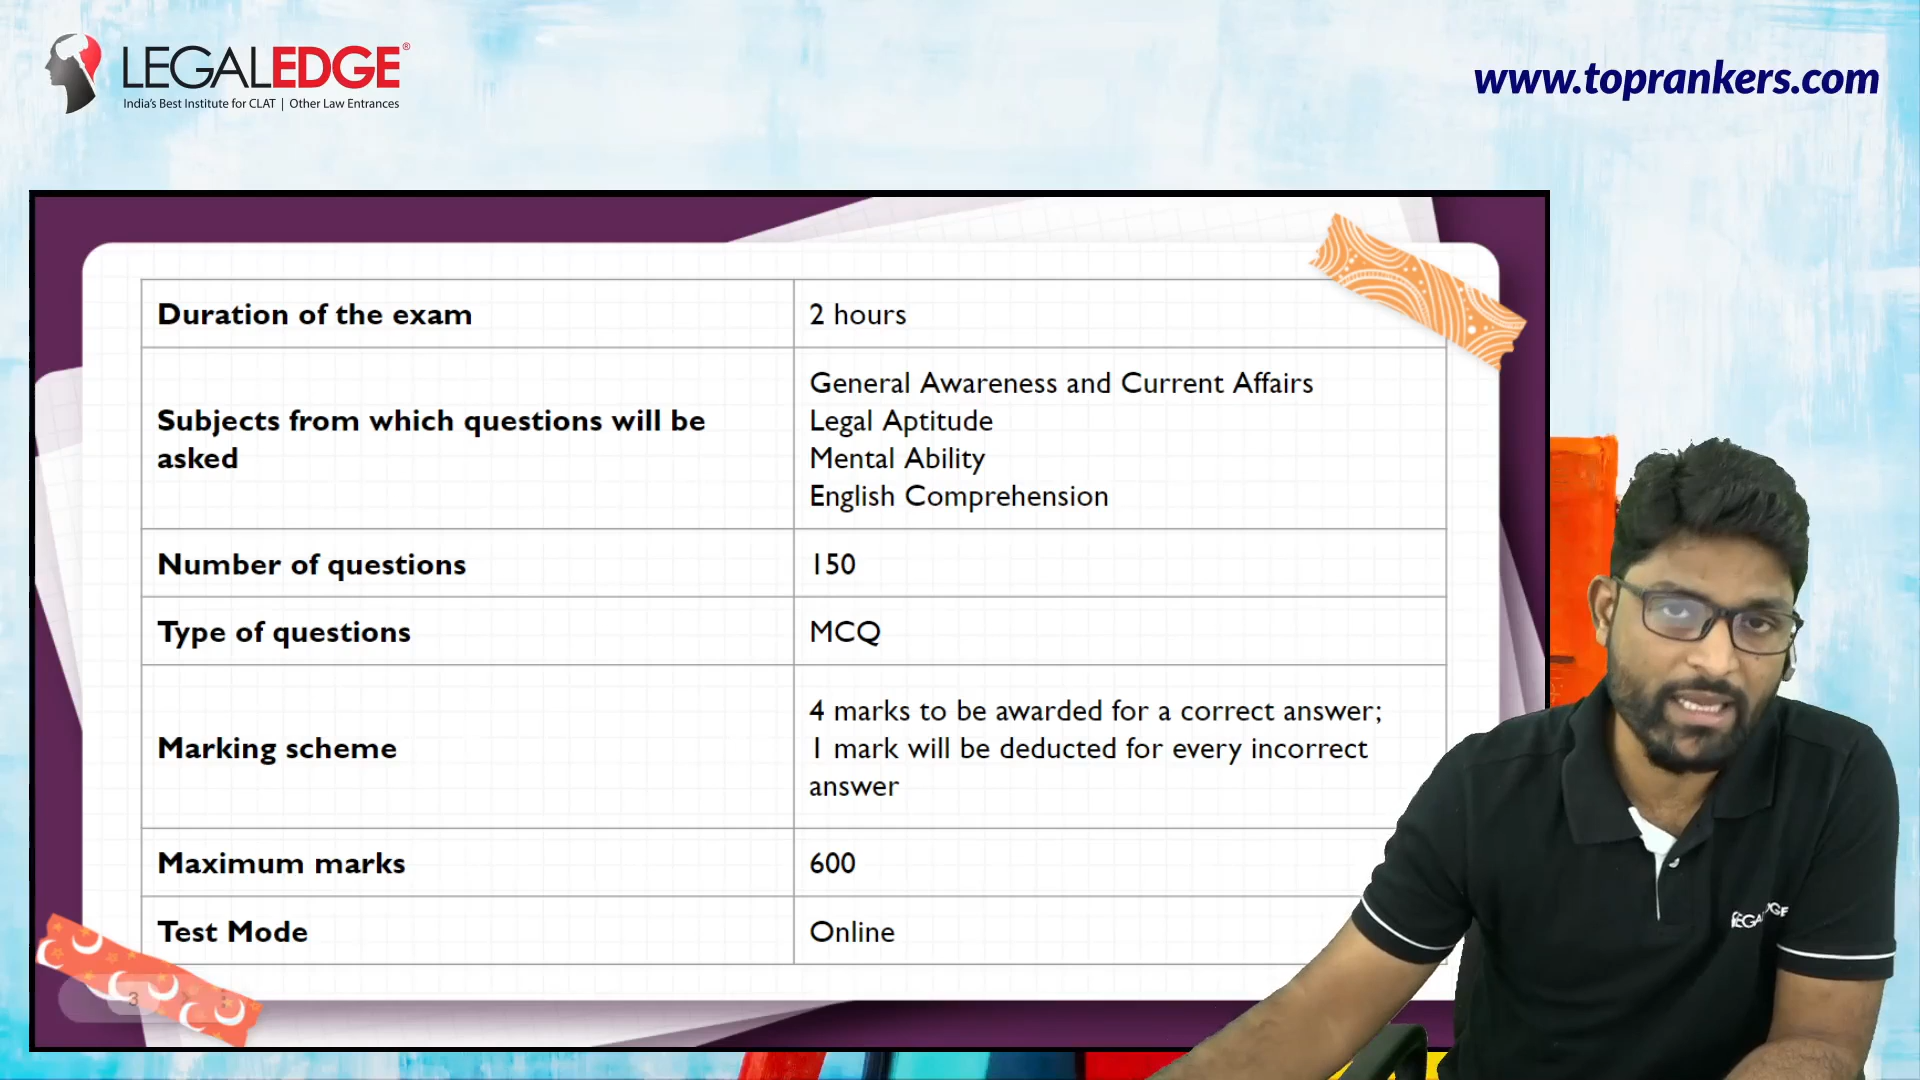 LEGALEDGE®
India's Best Institute for CLAT | Other Law Entrances
www.toprankers.com
Duration of the exam
2 hours
Subjects from which questions will be
asked
General Awareness and Current Affairs
Legal Aptitude
Mental Ability
English Comprehension
Number of questions
150
Type of questions
MCQ
Marking scheme
4 marks to be awarded for a correct answer;
1 mark will be deducted for every incorrect
answer
Maximum marks
600
Test Mode
Online
3